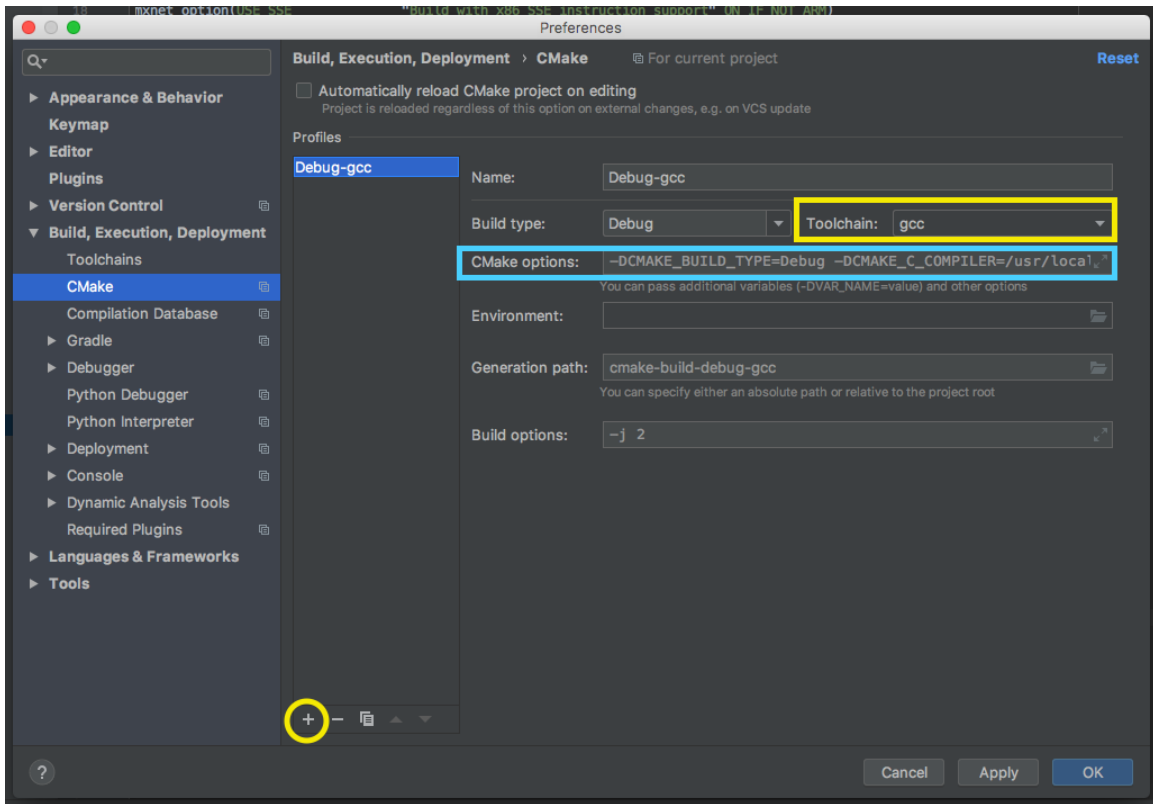 18 mxnet_option(USE_SSE "Build with x86 SSE instruction support" ON IF NOT ARM)
Preferences
Build, Execution, Deployment › CMake For current project Reset
Automatically reload CMake project on editing
Project is reloaded regardless of this option on external changes, e.g. on VCS update
Appearance & Behavior
Keymap
Editor
Plugins
Version Control
Build, Execution, Deployment
Toolchains
CMake
Compilation Database
Gradle
Debugger
Python Debugger
Python Interpreter
Deployment
Console
Dynamic Analysis Tools
Required Plugins
Languages & Frameworks
Tools
Profiles
Debug-gcc
Name: Debug-gcc
Build type: Debug Toolchain: gcc
CMake options: -DCMAKE_BUILD_TYPE=Debug -DCMAKE_C_COMPILER=/usr/local
You can pass additional variables (-DVAR_NAME=value) and other options
Environment:
Generation path: cmake-build-debug-gcc
You can specify either an absolute path or relative to the project root
Build options: -j 2
? Cancel Apply OK